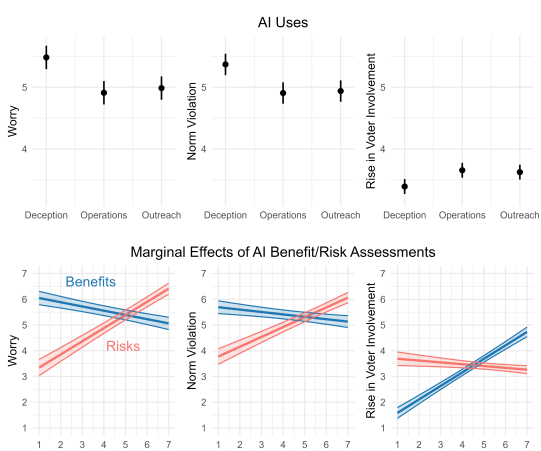 AI Uses
Worry
5
4
Deception Operations Outreach
Norm Violation
5
4
Deception Operations Outreach
Rise in Voter Involvement
5
4
Deception Operations Outreach
Marginal Effects of AI Benefit/Risk Assessments
Worry
7
6
5
4
3
2
1
Benefits
Risks
1 2 3 4 5 6 7
Norm Violation
7
6
5
4
3
2
1
1 2 3 4 5 6 7
Rise in Voter Involvement
7
6
5
4
3
2
1
1 2 3 4 5 6 7